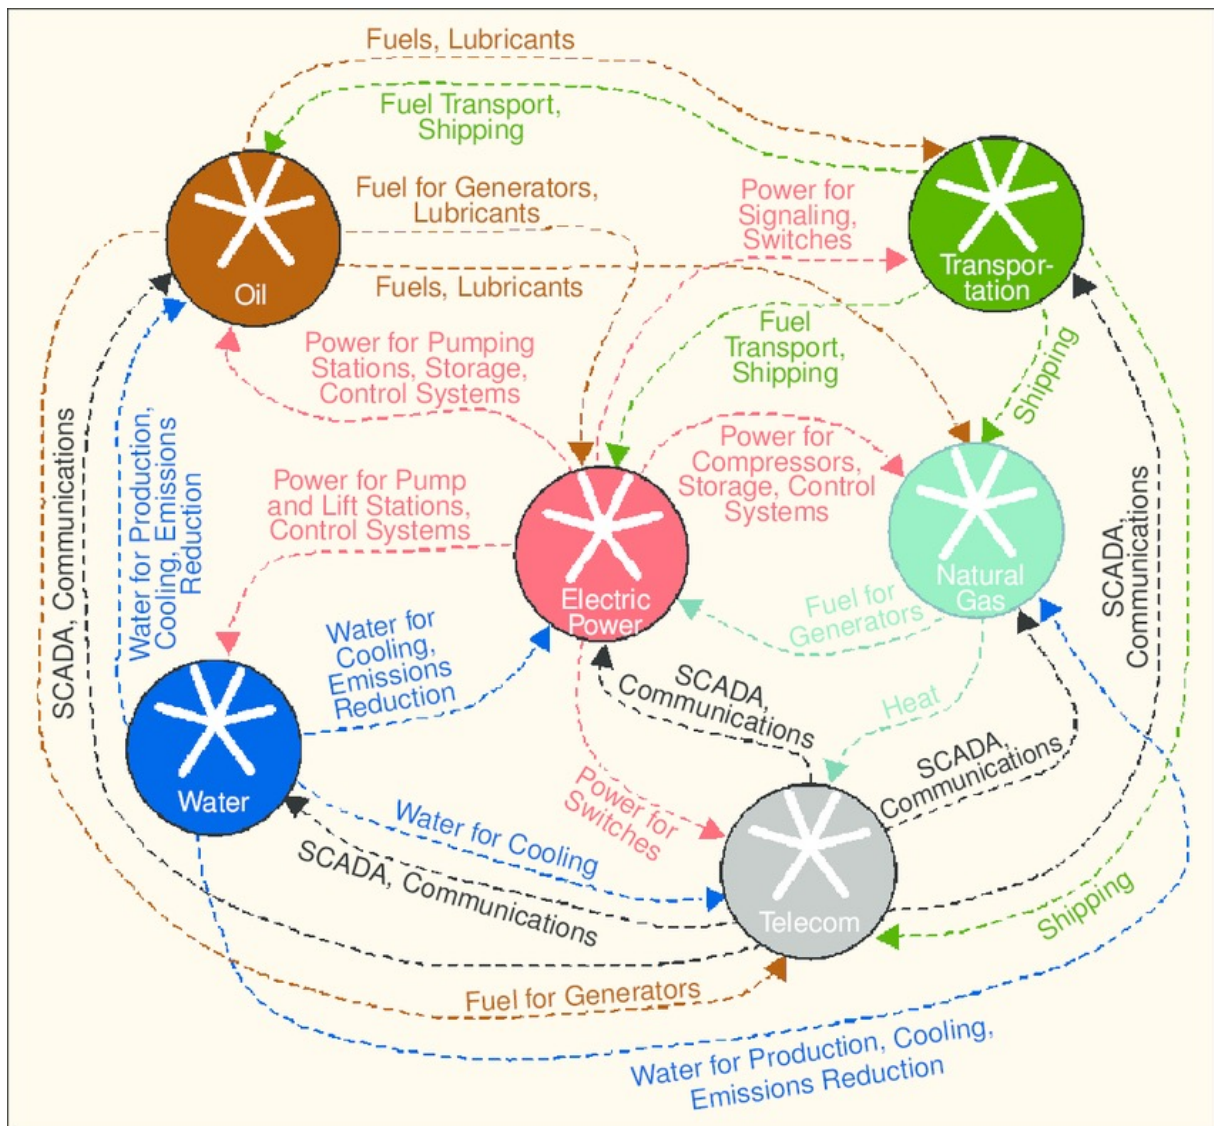 Fuels, Lubricants
Fuel Transport,
Shipping
Fuel for Generators,
Lubricants
Power for
Signaling,
Switches
Oil
Fuels, Lubricants
Transpor-
tation
Power for Pumping
Stations, Storage,
Control Systems
Fuel
Transport,
Shipping
Shipping
SCADA, Communications
Water for Production,
Cooling, Emissions
Reduction
Power for Pump
and Lift Stations,
Control Systems
Power for
Compressors,
Storage, Control
Systems
SCADA,
Communications
Electric
Power
Natural
Gas
Water for
Cooling,
Emissions
Reduction
Fuel for
Generators
SCADA,
Communications
Heat
SCADA,
Communications
Water
Power for
Switches
Water for Cooling
SCADA, Communications
Telecom
Shipping
Fuel for Generators
Water for Production, Cooling,
Emissions Reduction